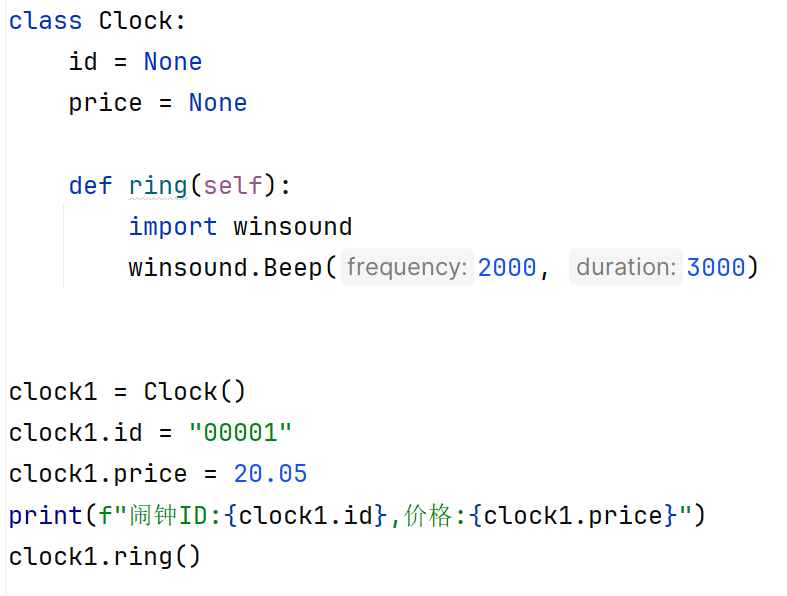 class Clock:
    id = None
    price = None

    def ring(self):
        import winsound
        winsound.Beep(frequency: 2000, duration: 3000)


clock1 = Clock()
clock1.id = "00001"
clock1.price = 20.05
print(f"闹钟ID:{clock1.id},价格:{clock1.price}")
clock1.ring()